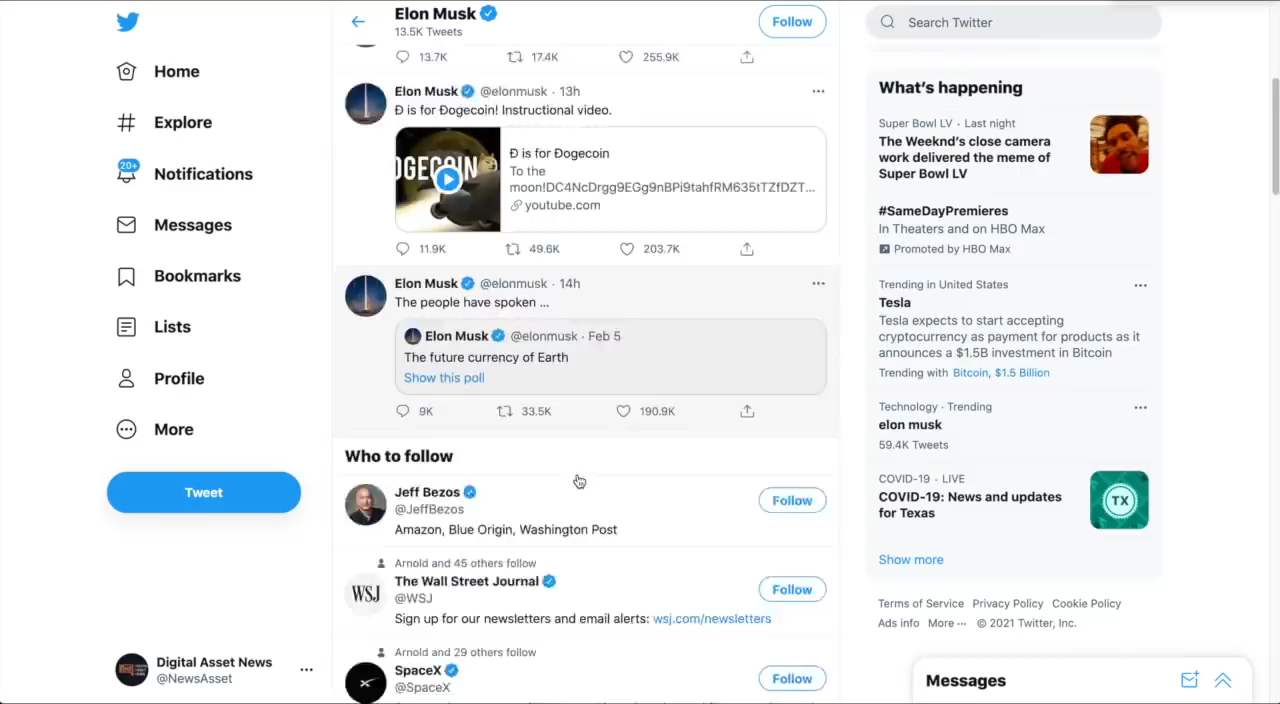 Home
Explore
20+
Notifications
Messages
Bookmarks
Lists
Profile
More
Tweet
Digital Asset News
@NewsAsset
Elon Musk
13.5K Tweets
Follow
13.7K 17.4K 255.9K
Elon Musk @elonmusk · 13h
Ð is for Ðogecoin! Instructional video.
OGECOIN
Ð is for Ðogecoin
To the
moon!DC4NcDrgg9EGg9nBPi9tahfRM635tTZfDZT...
youtube.com
11.9K 49.6K 203.7K
Elon Musk @elonmusk · 14h
The people have spoken ...
Elon Musk @elonmusk · Feb 5
The future currency of Earth
Show this poll
9K 33.5K 190.9K
Who to follow
Jeff Bezos
@JeffBezos
Follow
Amazon, Blue Origin, Washington Post
Arnold and 45 others follow
WSJ
The Wall Street Journal
@WSJ
Follow
Sign up for our newsletters and email alerts: wsj.com/newsletters
Arnold and 29 others follow
SpaceX
@SpaceX
Follow
Search Twitter
What's happening
Super Bowl LV · Last night
The Weeknd's close camera
work delivered the meme of
Super Bowl LV
#SameDayPremieres
In Theaters and on HBO Max
Promoted by HBO Max
Trending in United States
Tesla
Tesla expects to start accepting
cryptocurrency as payment for products as it
announces a $1.5B investment in Bitcoin
Trending with Bitcoin, $1.5 Billion
Technology · Trending
elon musk
59.4K Tweets
COVID-19 · LIVE
COVID-19: News and updates
for Texas
TX
Show more
Terms of Service Privacy Policy Cookie Policy
Ads info More ··· © 2021 Twitter, Inc.
Messages